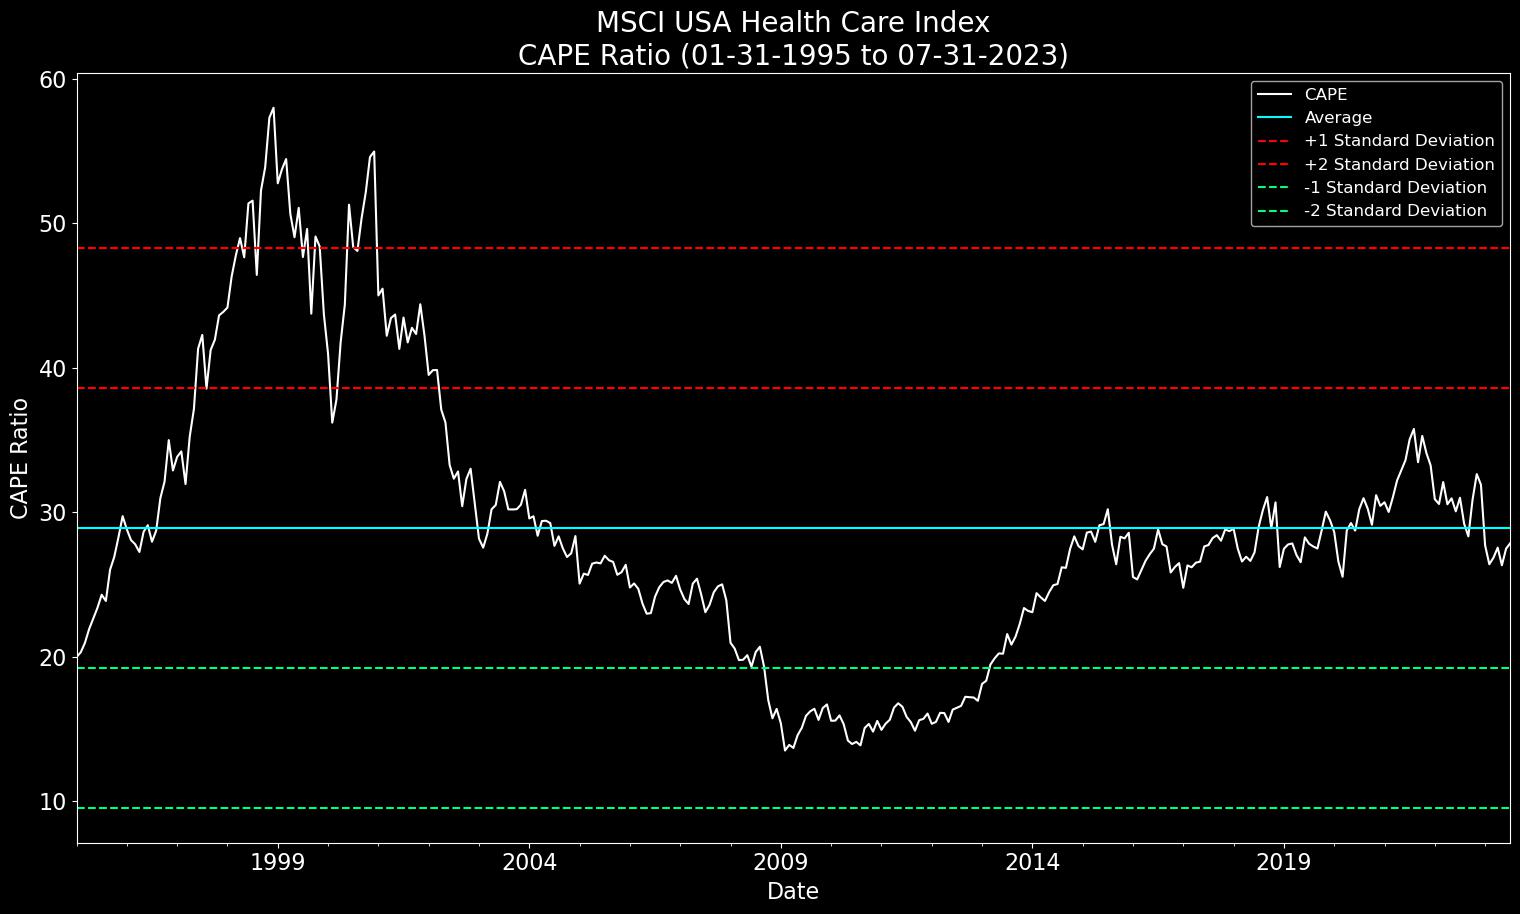 MSCI USA Health Care Index
CAPE Ratio (01-31-1995 to 07-31-2023)
CAPE
Average
+1 Standard Deviation
+2 Standard Deviation
-1 Standard Deviation
-2 Standard Deviation
CAPE Ratio
60
50
40
30
20
10
1999
2004
2009
2014
2019
Date